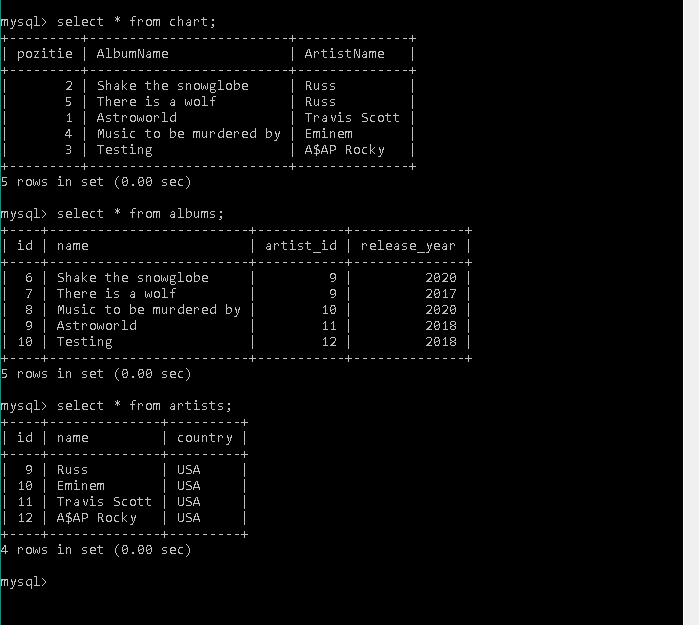 mysql> select * from chart;
+---------+--------------------------+--------------+
| pozitie | AlbumName                | ArtistName   |
+---------+--------------------------+--------------+
|       2 | Shake the snowglobe      | Russ         |
|       5 | There is a wolf          | Russ         |
|       1 | Astroworld               | Travis Scott |
|       4 | Music to be murdered by  | Eminem       |
|       3 | Testing                  | A$AP Rocky   |
+---------+--------------------------+--------------+
5 rows in set (0.00 sec)
mysql> select * from albums;
+----+--------------------------+-----------+--------------+
| id | name                     | artist_id | release_year |
+----+--------------------------+-----------+--------------+
|  6 | Shake the snowglobe      |         9 |         2020 |
|  7 | There is a wolf          |         9 |         2017 |
|  8 | Music to be murdered by  |        10 |         2020 |
|  9 | Astroworld               |        11 |         2018 |
| 10 | Testing                  |        12 |         2018 |
+----+--------------------------+-----------+--------------+
5 rows in set (0.00 sec)
mysql> select * from artists;
+----+--------------+---------+
| id | name         | country |
+----+--------------+---------+
|  9 | Russ         | USA     |
| 10 | Eminem       | USA     |
| 11 | Travis Scott | USA     |
| 12 | A$AP Rocky   | USA     |
+----+--------------+---------+
4 rows in set (0.00 sec)
mysql>